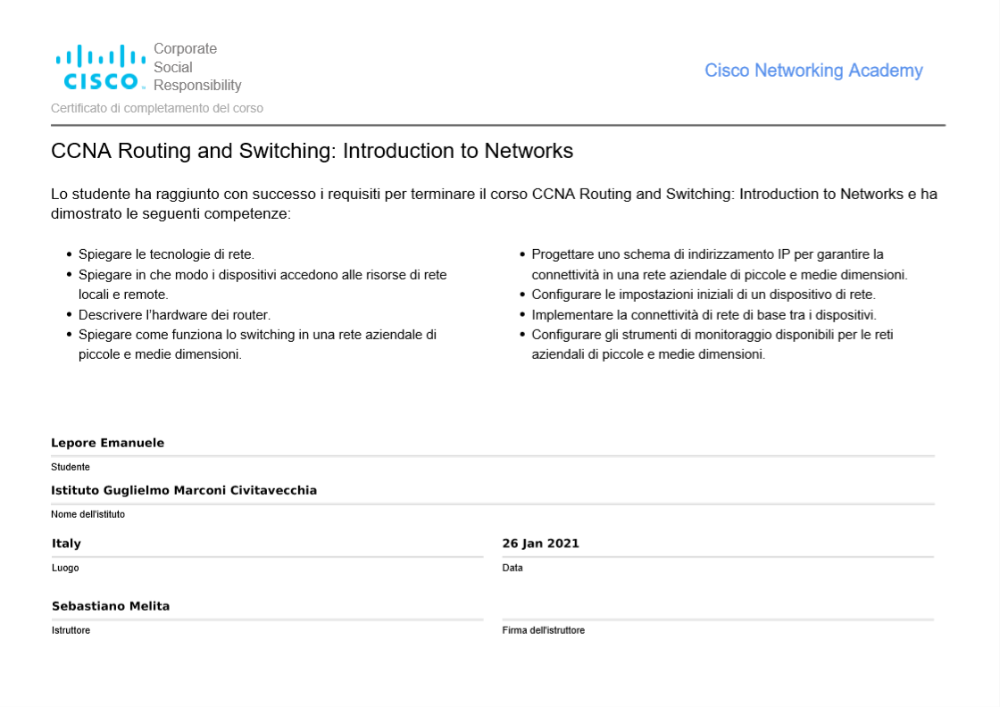 CISCO
Corporate
Social
Responsibility
Cisco Networking Academy
Certificato di completamento del corso
CCNA Routing and Switching: Introduction to Networks
Lo studente ha raggiunto con successo i requisiti per terminare il corso CCNA Routing and Switching: Introduction to Networks e ha
dimostrato le seguenti competenze:
• Spiegare le tecnologie di rete.
• Spiegare in che modo i dispositivi accedono alle risorse di rete
locali e remote.
• Descrivere l'hardware dei router.
• Spiegare come funziona lo switching in una rete aziendale di
piccole e medie dimensioni.
• Progettare uno schema di indirizzamento IP per garantire la
connettività in una rete aziendale di piccole e medie dimensioni.
• Configurare le impostazioni iniziali di un dispositivo di rete.
• Implementare la connettività di rete di base tra i dispositivi.
• Configurare gli strumenti di monitoraggio disponibili per le reti
aziendali di piccole e medie dimensioni.
Lepore Emanuele
Studente
Istituto Guglielmo Marconi Civitavecchia
Nome dell'istituto
Italy
Luogo
26 Jan 2021
Data
Sebastiano Melita
Istruttore
Firma dell'istruttore